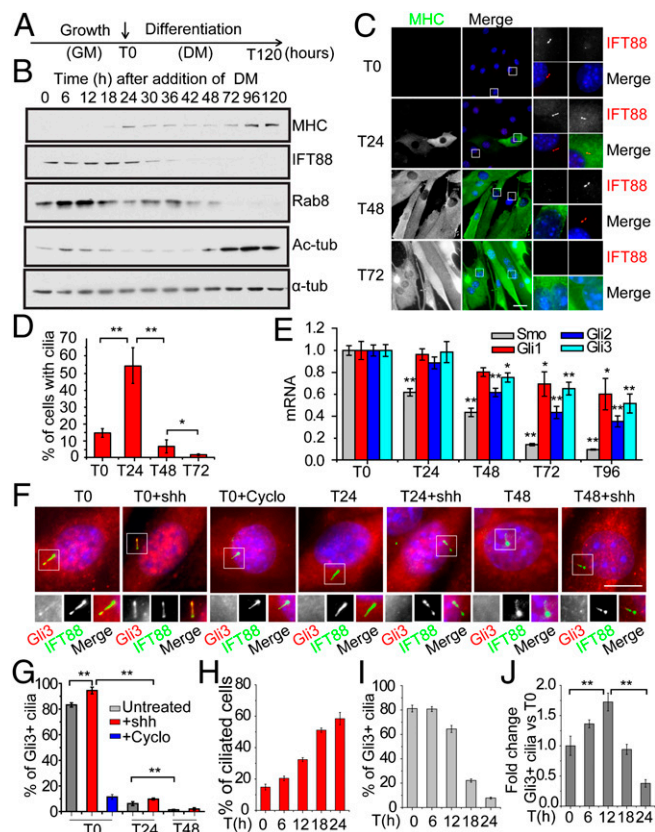 A
Growth
Differentiation
(GM)
T0
(DM)
T120
(hours)
B
Time (h) after addition of DM
0 6 12 18 24 30 36 42 48 72 96 120
MHC
IFT88
Rab8
Ac-tub
α-tub
C
MHC
Merge
T0
IFT88
Merge
T24
IFT88
Merge
T48
IFT88
Merge
T72
IFT88
Merge
D
% of cells with cilia
70
60
50
40
30
20
10
0
** ** *
T0 T24 T48 T72
E
mRNA
1.2
1.0
0.8
0.6
0.4
0.2
0.0
Smo Gli2
Gli1 Gli3
** ** ** * ** * ** ** ** * ** **
T0 T24 T48 T72 T96
F
T0 T0+shh T0+Cyclo T24 T24+shh T48 T48+shh
Gli3 IFT88 Merge Gli3 IFT88 Merge Gli3 IFT88 Merge Gli3 IFT88 Merge Gli3 IFT88 Merge Gli3 IFT88 Merge Gli3 IFT88 Merge
G
% of Gli3+ cilia
100
80
60
40
20
0
** ** **
Untreated
+shh
+Cyclo
T0 T24 T48
H
% of ciliated cells
80
60
40
20
0
T(h) 0 6 12 18 24
I
% of Gli3+ cilia
100
80
60
40
20
0
T(h) 0 6 12 18 24
J
Fold change
Gli3+ cilia vs T0
2.0
1.5
1.0
0.5
0.0
** **
T(h) 0 6 12 18 24